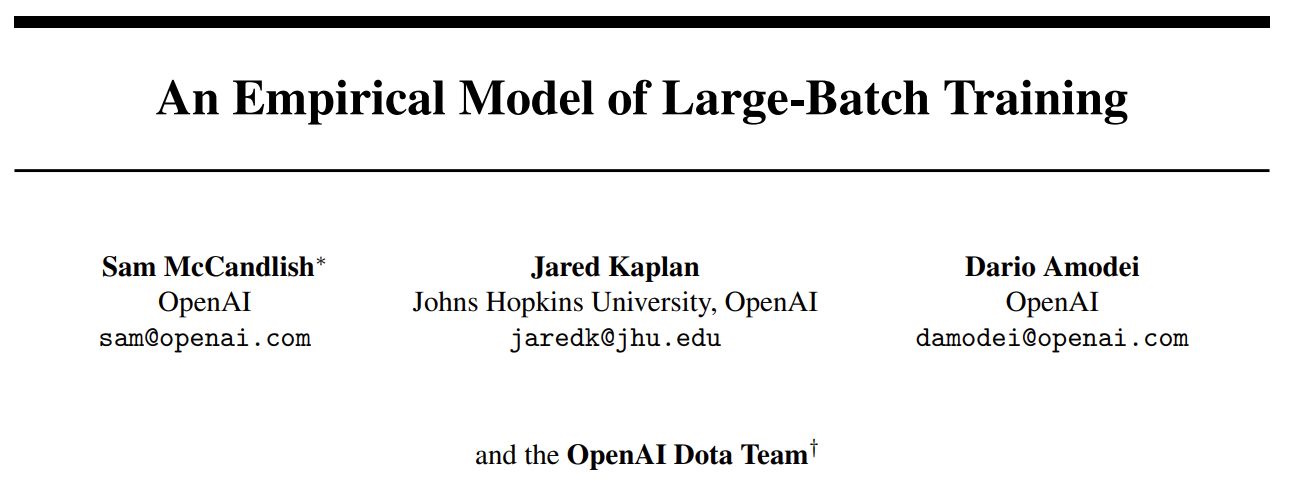 An Empirical Model of Large-Batch Training
Sam McCandlish* Jared Kaplan Dario Amodei
OpenAI Johns Hopkins University, OpenAI OpenAI
sam@openai.com jaredk@jhu.edu damodei@openai.com
and the OpenAI Dota Team†